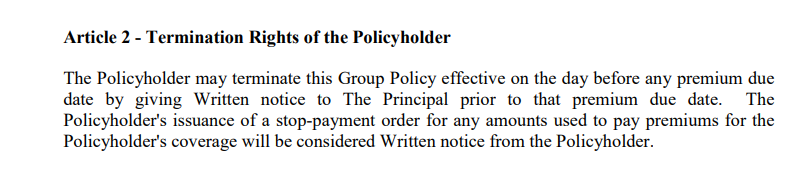 Article 2 - Termination Rights of the Policyholder
The Policyholder may terminate this Group Policy effective on the day before any premium due
date by giving Written notice to The Principal prior to that premium due date. The
Policyholder's issuance of a stop-payment order for any amounts used to pay premiums for the
Policyholder's coverage will be considered Written notice from the Policyholder.